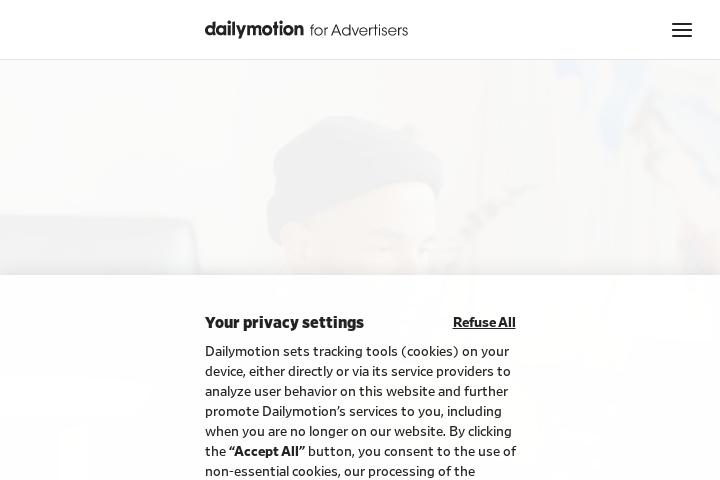 dailymotion for Advertisers
Your privacy settings
Refuse All
Dailymotion sets tracking tools (cookies) on your
device, either directly or via its service providers to
analyze user behavior on this website and further
promote Dailymotion’s services to you, including
when you are no longer on our website. By clicking
the “Accept All” button, you consent to the use of
non-essential cookies, our processing of the